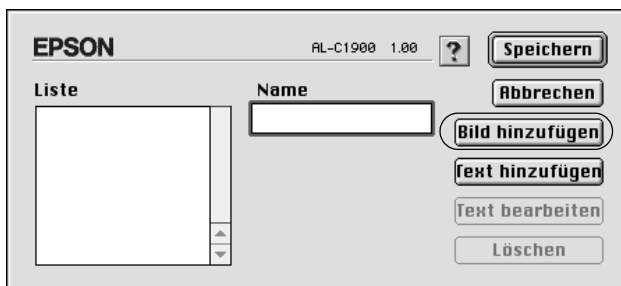 EPSON
AL-C1900 1.00
?
Speichern
Liste
Name
Abbrechen
Bild hinzufügen
Text hinzufügen
Text bearbeiten
Löschen